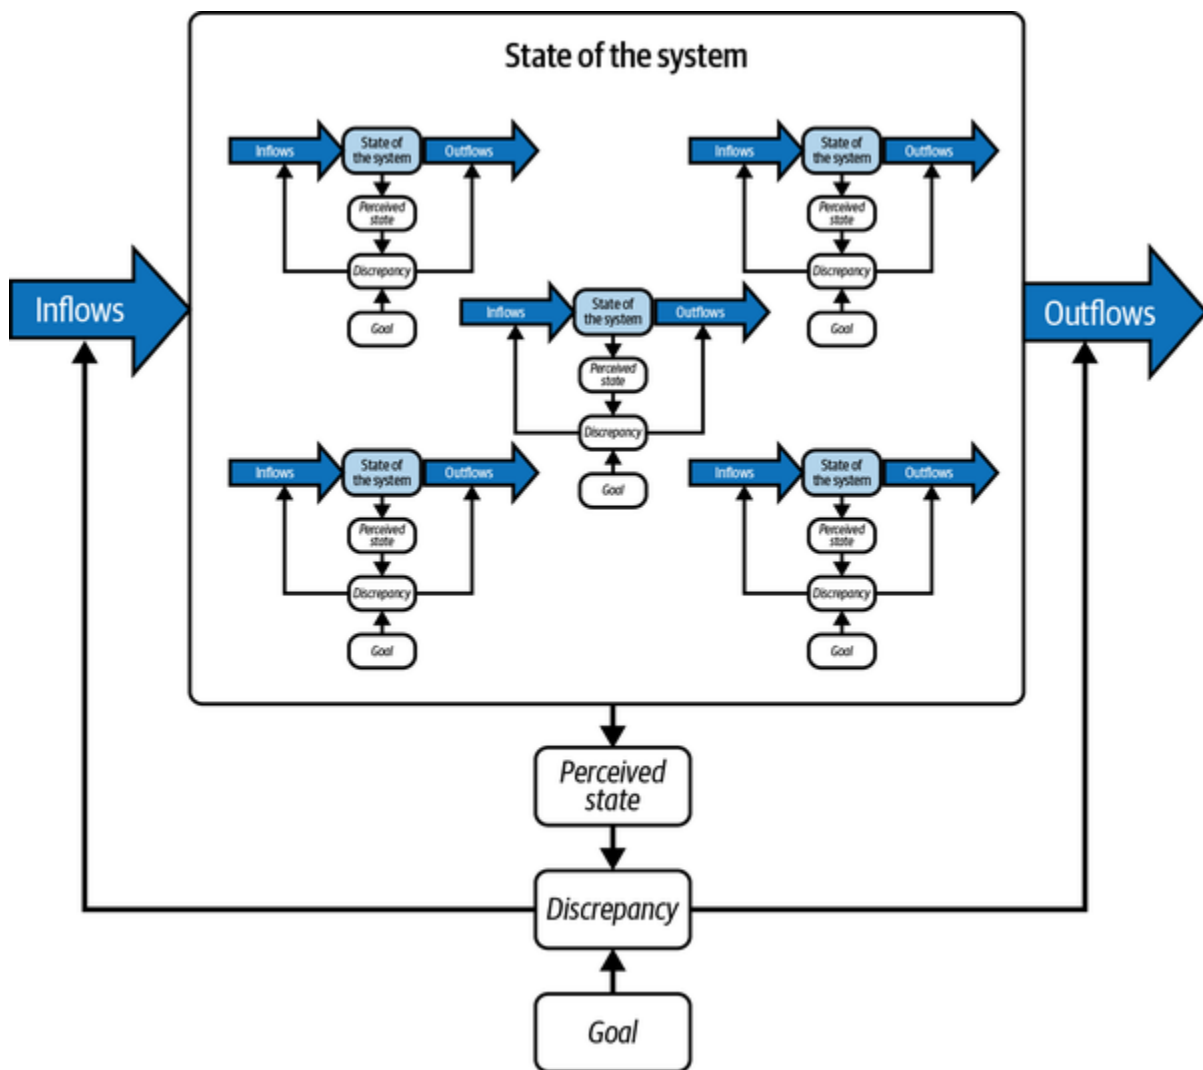 State of the system
Inflows
State of
the system
Outflows
Perceived
state
Discrepancy
Goal
Inflows
State of
the system
Outflows
Perceived
state
Discrepancy
Goal
Inflows
State of
the system
Outflows
Perceived
state
Discrepancy
Goal
Inflows
State of
the system
Outflows
Perceived
state
Discrepancy
Goal
Inflows
State of
the system
Outflows
Perceived
state
Discrepancy
Goal
Inflows
Outflows
Perceived
state
Discrepancy
Goal